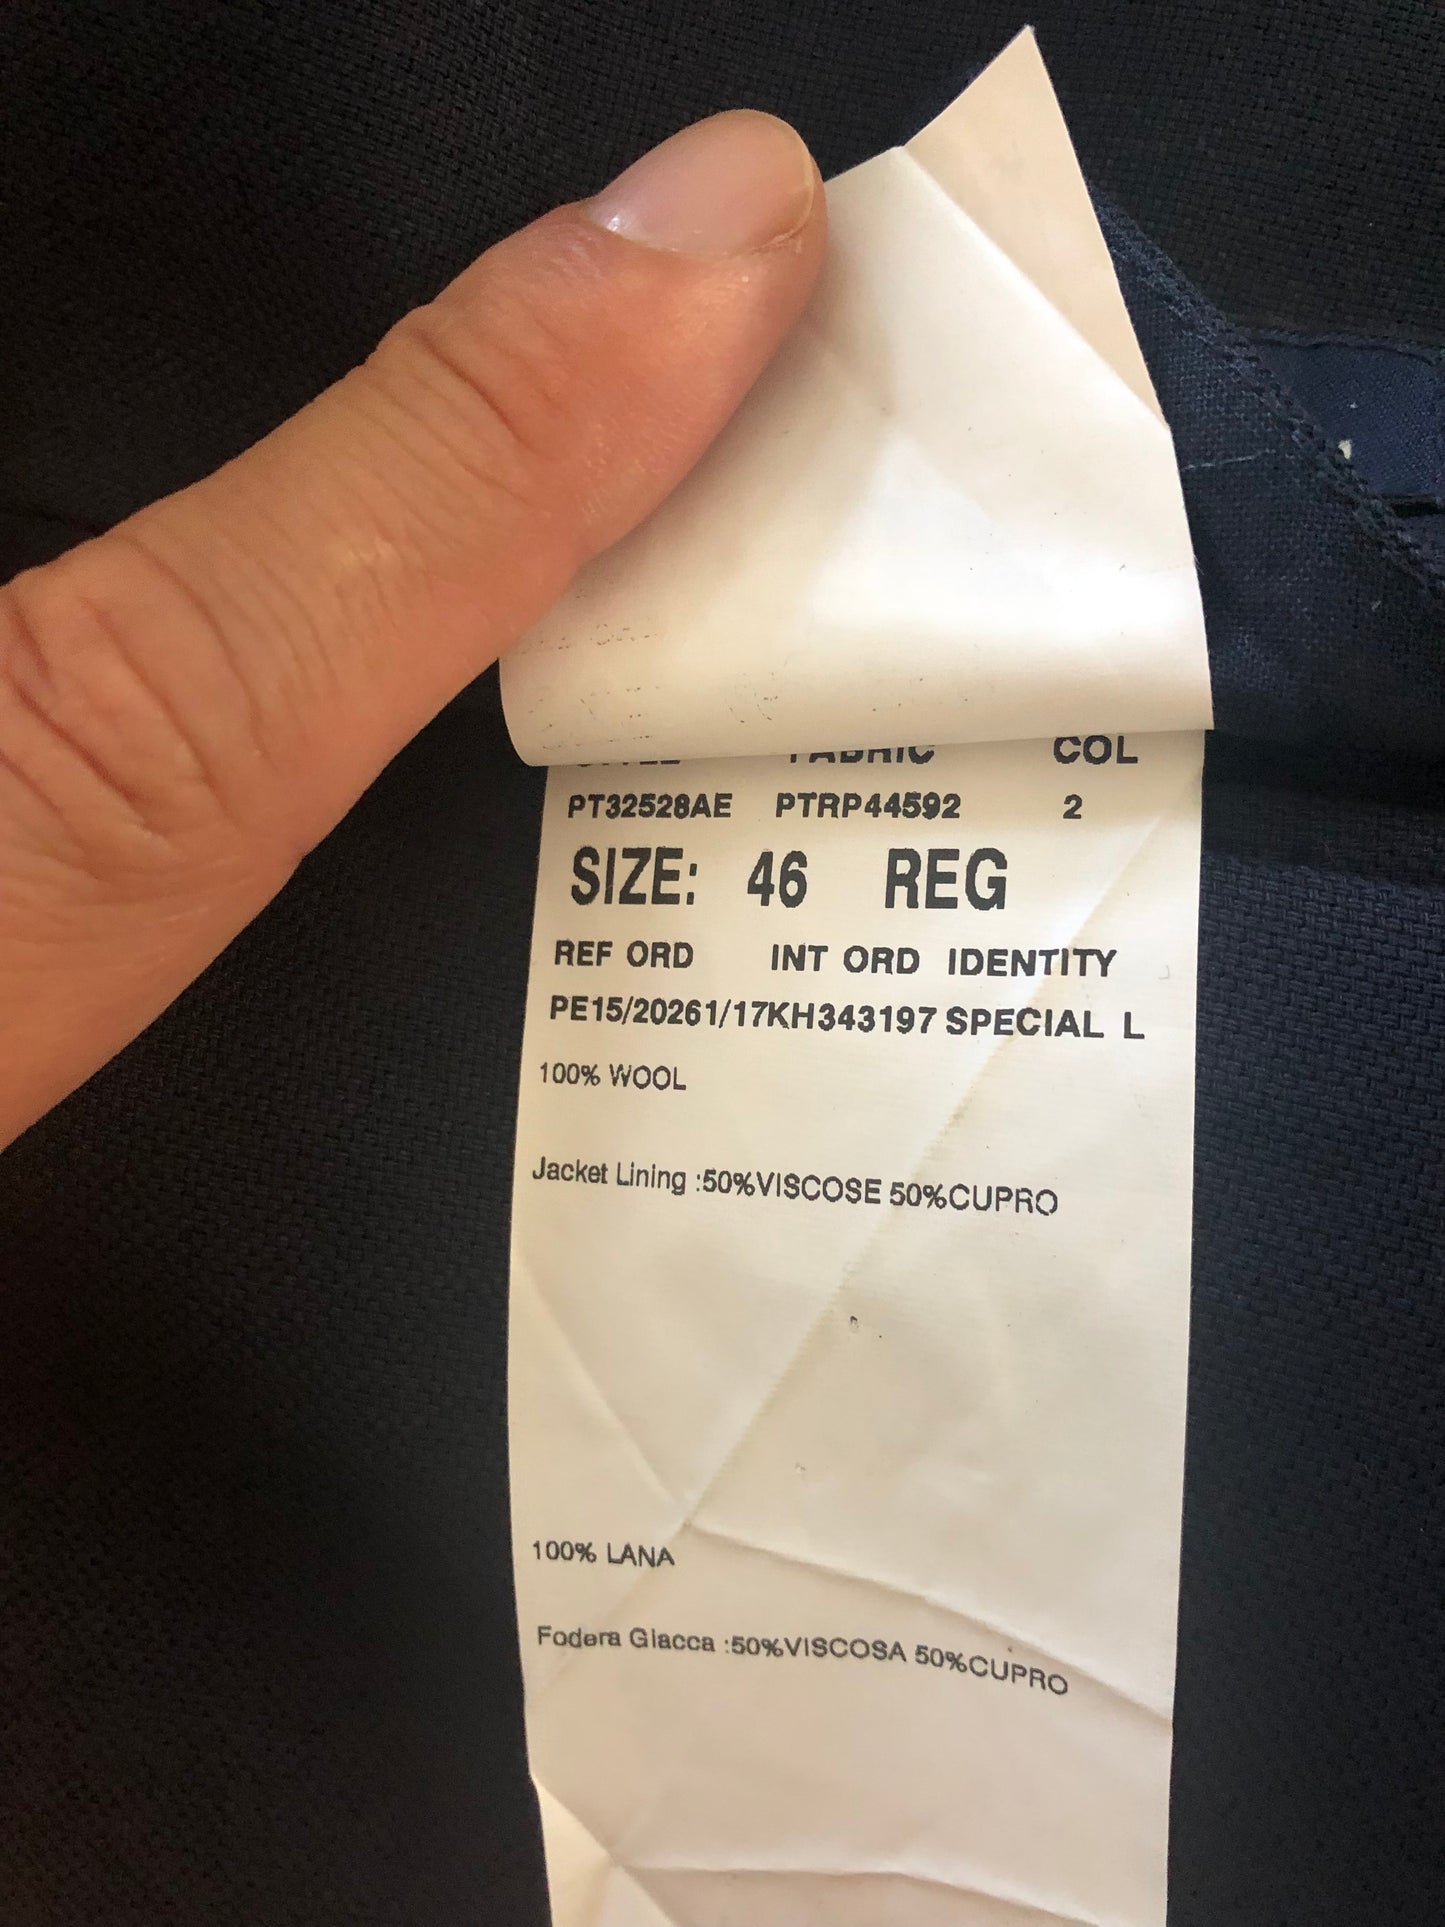 STYLE FABRIC COL
PT32528AE PTRP44592 2
SIZE: 46 REG
REF ORD INT ORD IDENTITY
PE15/20261/17KH343197 SPECIAL L
100% WOOL
Jacket Lining :50%VISCOSE 50%CUPRO
100% LANA
Fodera Giacca :50%VISCOSA 50%CUPRO